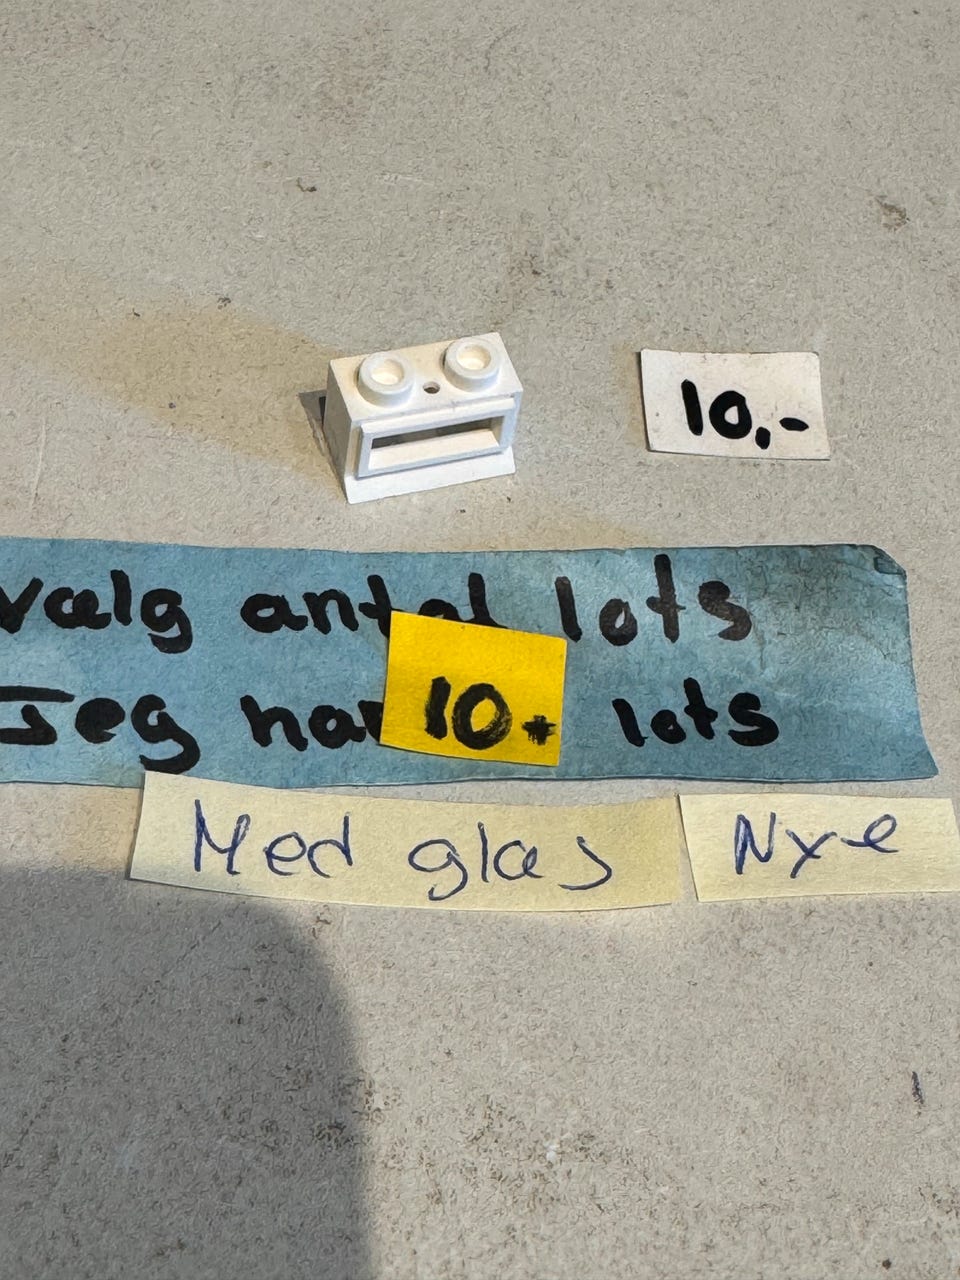 10,-
Vælg antal lots
Jeg har 10+ lots
Med glas
Nye